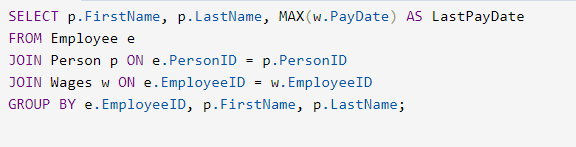 SELECT p.FirstName, p.LastName, MAX(w.PayDate) AS LastPayDate
FROM Employee e
JOIN Person p ON e.PersonID = p.PersonID
JOIN Wages w ON e.EmployeeID = w.EmployeeID
GROUP BY e.EmployeeID, p.FirstName, p.LastName;